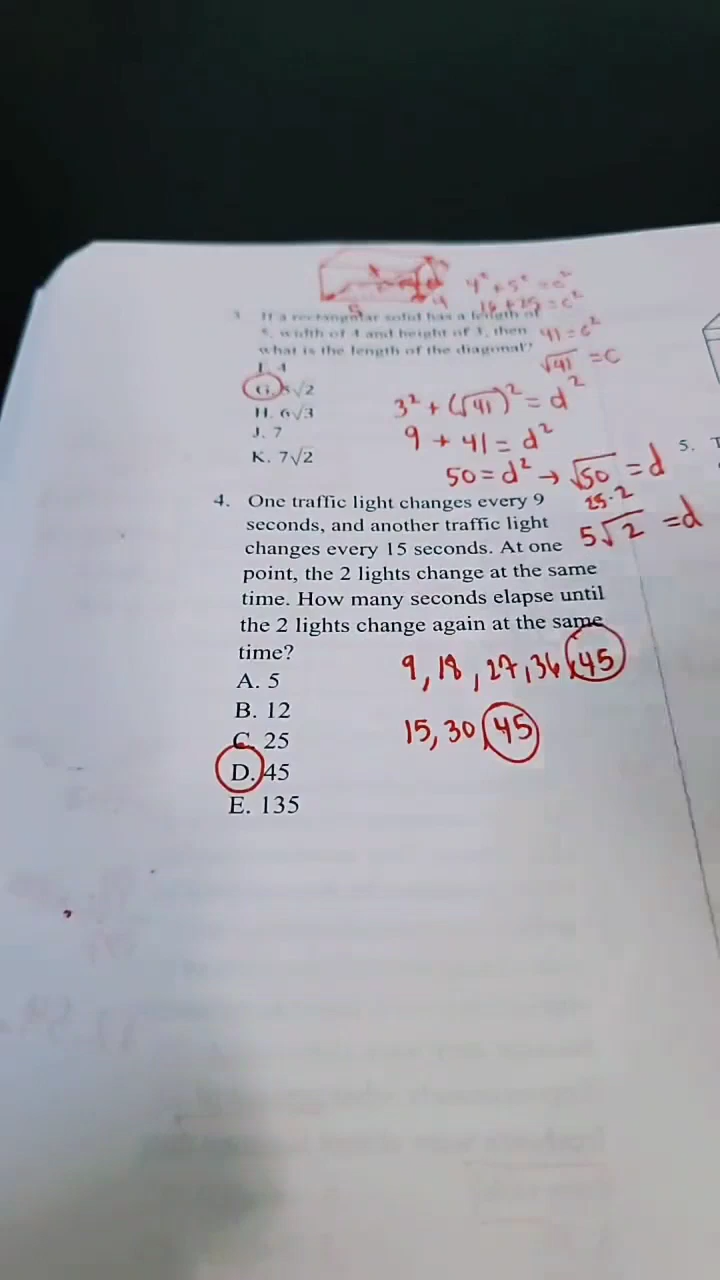 5
4
4² + 5² = c²
16 + 25 = c²
3. If a rectangular solid has a length of
5, width of 4 and height of 3, then
what is the length of the diagonal?
41 = c²
√41 = c
G. 5√2
H. 6√3
J. 7
K. 7√2
3² + (√41)² = d²
9 + 41 = d²
50 = d² → √50 = d
25·2
5√2 = d
4. One traffic light changes every 9
seconds, and another traffic light
changes every 15 seconds. At one
point, the 2 lights change at the same
time. How many seconds elapse until
the 2 lights change again at the same
time?
A. 5
B. 12
C. 25
D. 45
E. 135
9, 18, 27, 36, 45
15, 30, 45
5. T